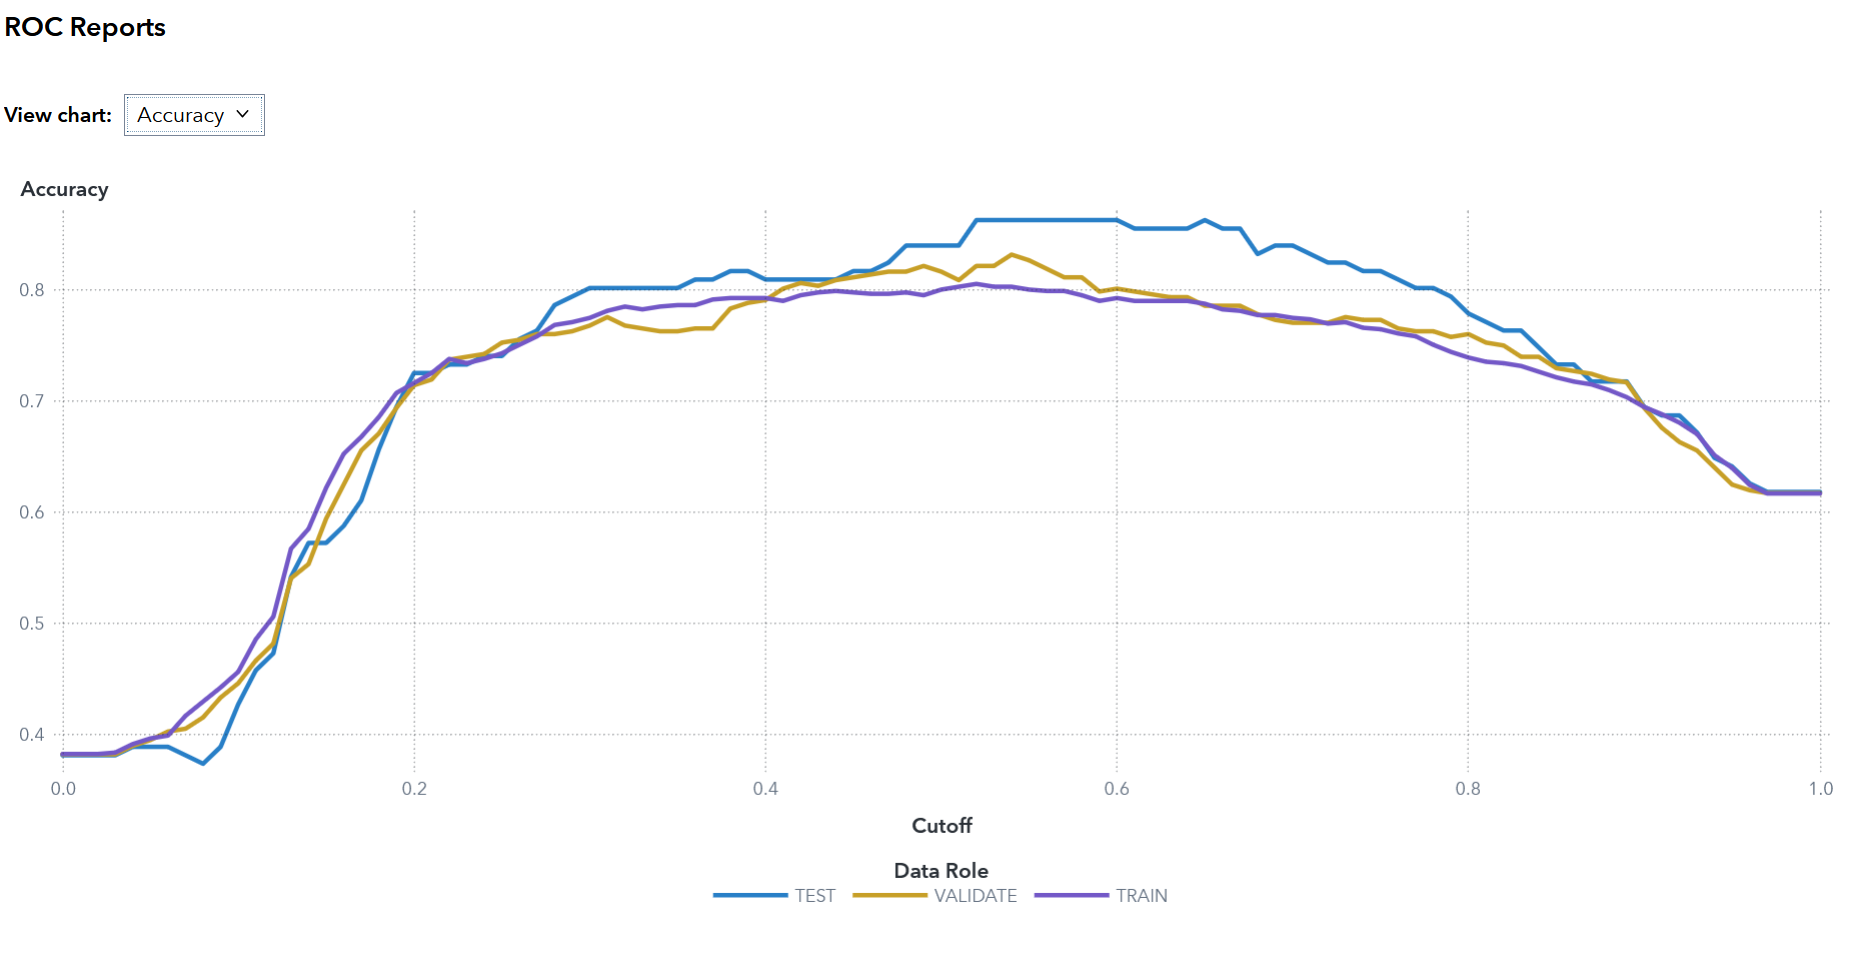 ROC Reports
View chart: Accuracy
Accuracy
0.8
0.7
0.6
0.5
0.4
0.0 0.2 0.4 0.6 0.8 1.0
Cutoff
Data Role
TEST VALIDATE TRAIN